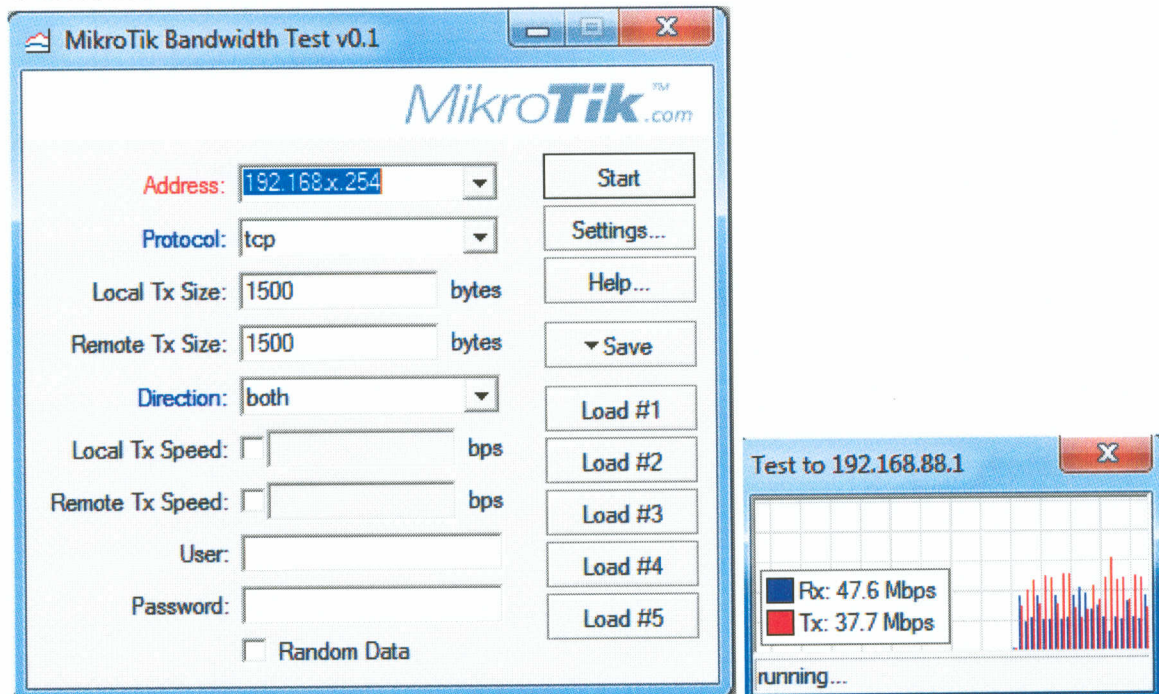 MikroTik Bandwidth Test v0.1
MikroTik.com™
Address: 192.168.x.254
Start
Protocol: tcp
Settings...
Local Tx Size: 1500 bytes
Help...
Remote Tx Size: 1500 bytes
Save
Direction: both
Load #1
Local Tx Speed: bps
Load #2
Remote Tx Speed: bps
Load #3
User:
Load #4
Password:
Load #5
Random Data
Test to 192.168.88.1
Rx: 47.6 Mbps
Tx: 37.7 Mbps
running...